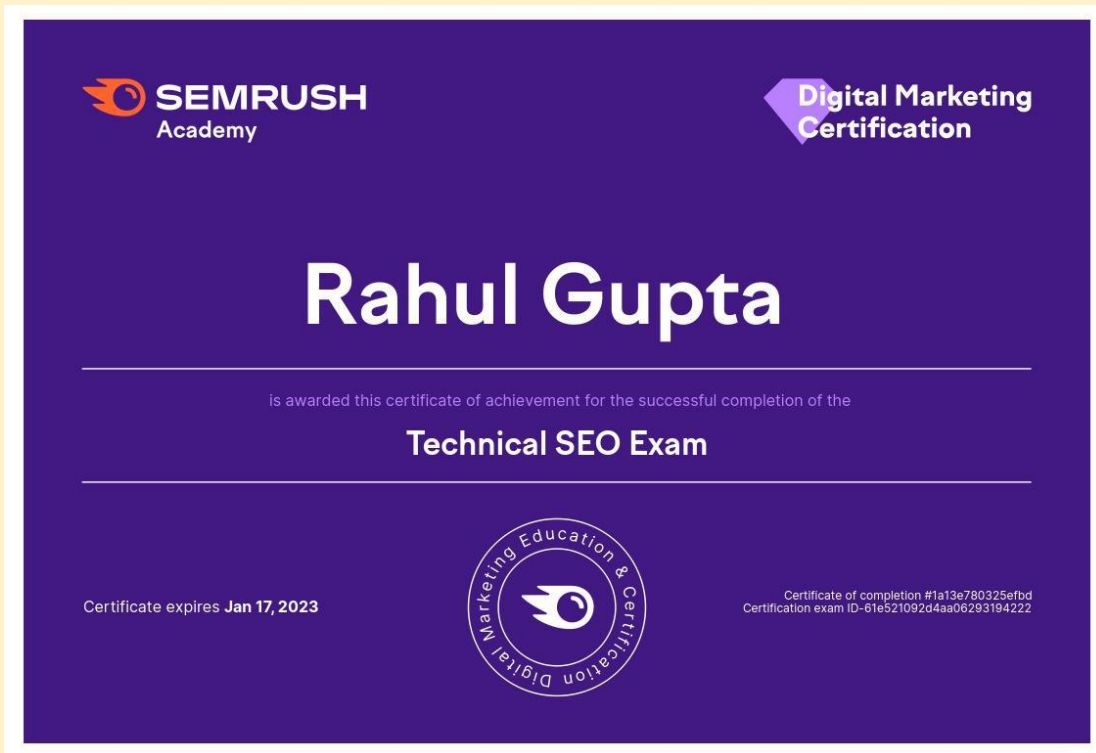 SEMRUSH
Academy
Digital Marketing
Certification
Rahul Gupta
is awarded this certificate of achievement for the successful completion of the
Technical SEO Exam
Certificate expires Jan 17, 2023
Digital Marketing Education & Certification
Certificate of completion #1a13e780325efbd
Certification exam ID-61e521092d4aa06293194222